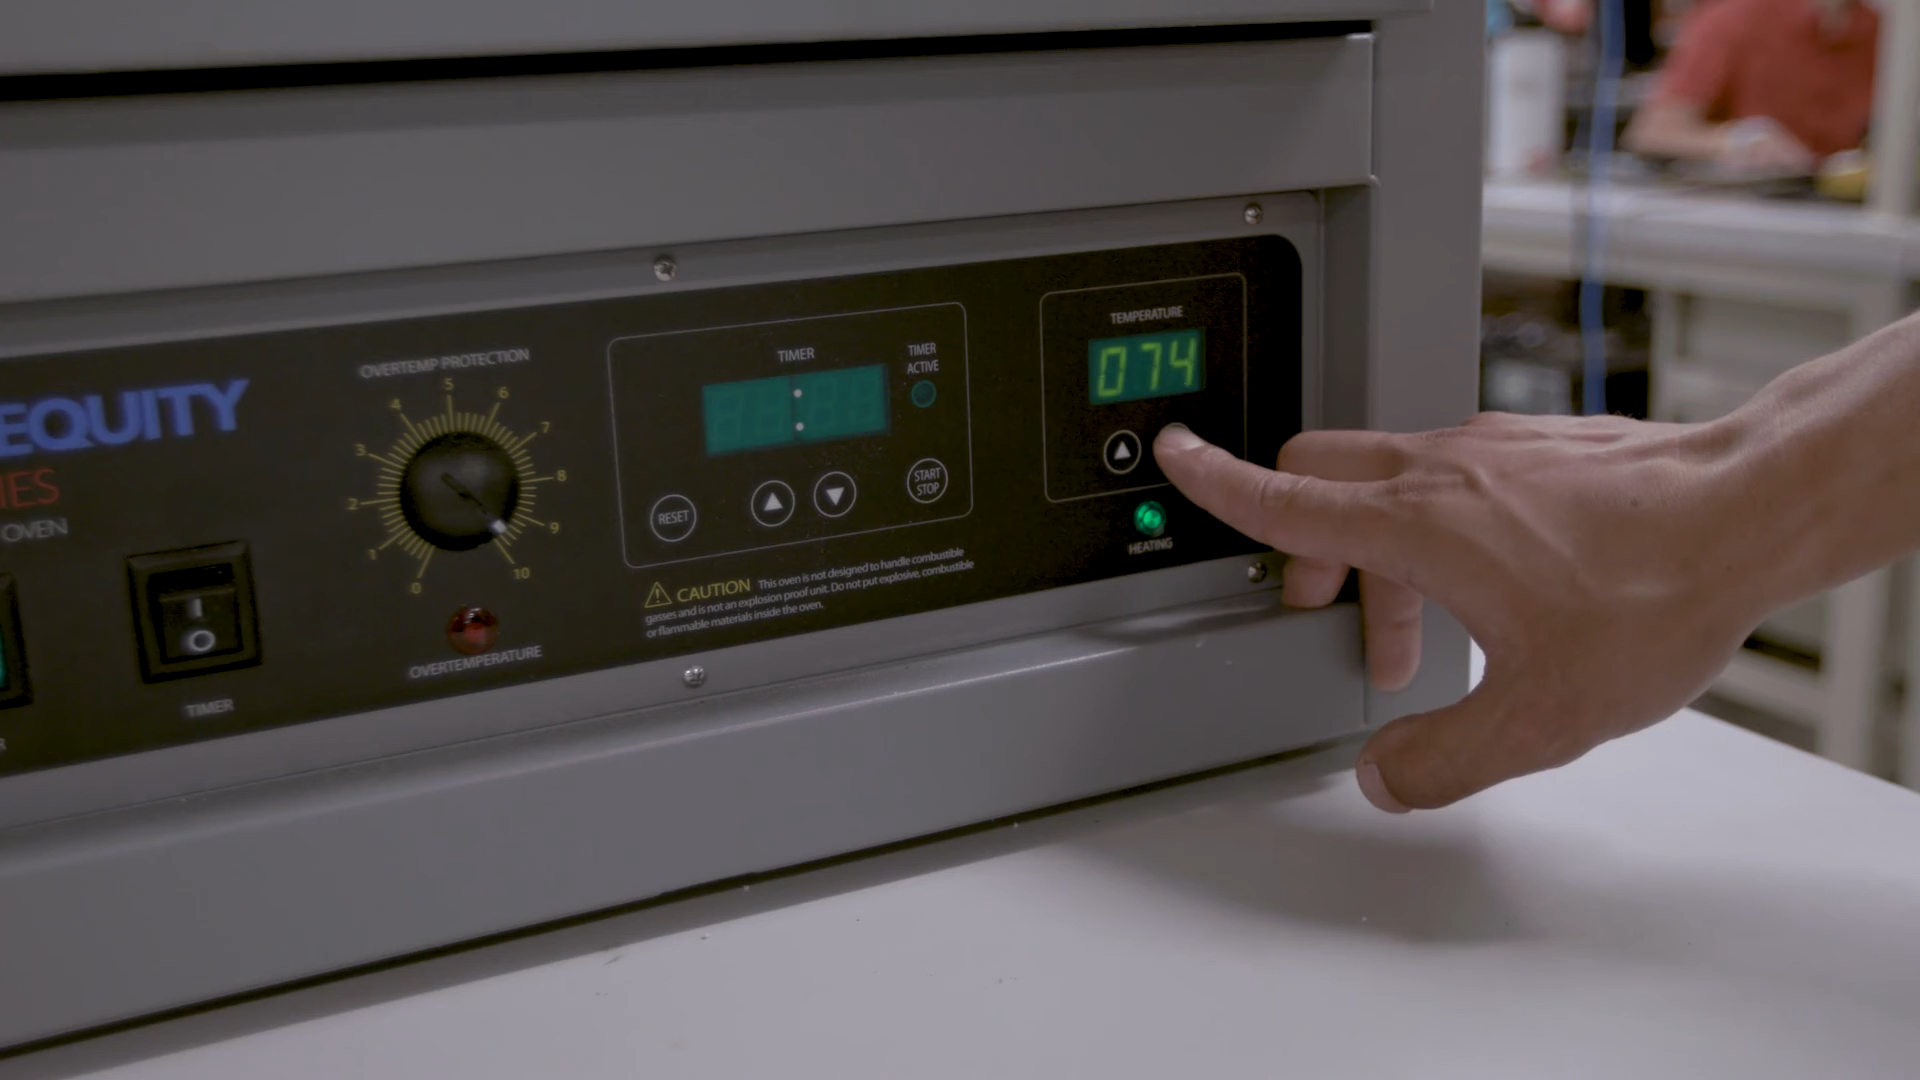 EQUITY
IES
OVEN
OVERTEMP PROTECTION
0
1
2
3
4
5
6
7
8
9
10
OVERTEMPERATURE
TIMER
TIMER
TIMER
ACTIVE
RESET
START
STOP
CAUTION This oven is not designed to handle combustible
gasses and is not an explosion proof unit. Do not put explosive, combustible
or flammable materials inside the oven.
TEMPERATURE
074
HEATING